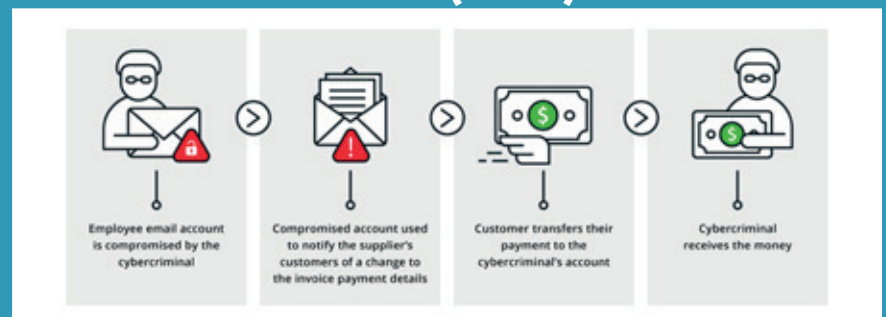 Employee email account
is compromised by the
cybercriminal
Compromised account used
to notify the supplier's
customers of a change to
the invoice payment details
Customer transfers their
payment to the
cybercriminal's account
Cybercriminal
receives the money